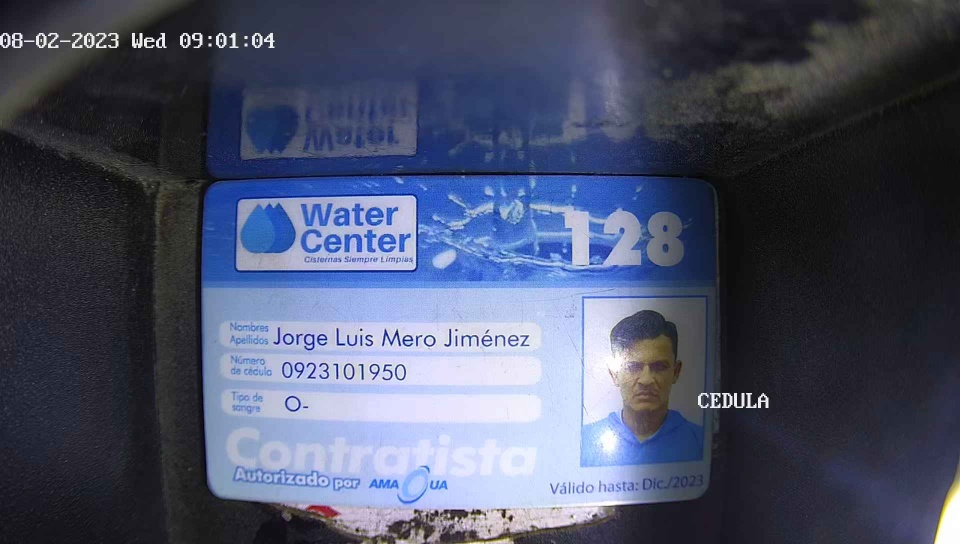 08-02-2023 Wed 09:01:04
Water
Center
Cisternas Siempre Limpias
128
Nombres
Apellidos
Jorge Luis Mero Jiménez
Número
de cédula
0923101950
Tipo de
sangre
O-
CEDULA
Contratista
Autorizado por AMAGUA
Válido hasta: Dic./2023